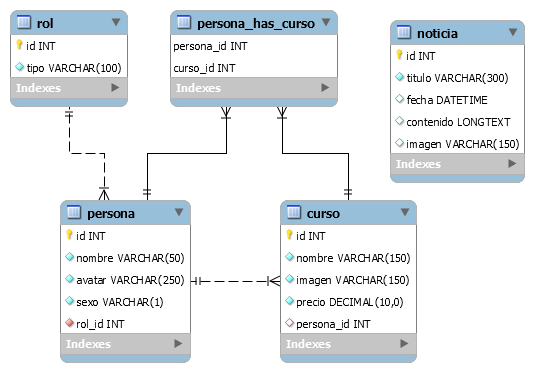 rol
id INT
tipo VARCHAR(100)
Indexes
persona_has_curso
persona_id INT
curso_id INT
Indexes
noticia
id INT
titulo VARCHAR(300)
fecha DATETIME
contenido LONGTEXT
imagen VARCHAR(150)
Indexes
persona
id INT
nombre VARCHAR(50)
avatar VARCHAR(250)
sexo VARCHAR(1)
rol_id INT
Indexes
curso
id INT
nombre VARCHAR(150)
imagen VARCHAR(150)
precio DECIMAL(10,0)
persona_id INT
Indexes